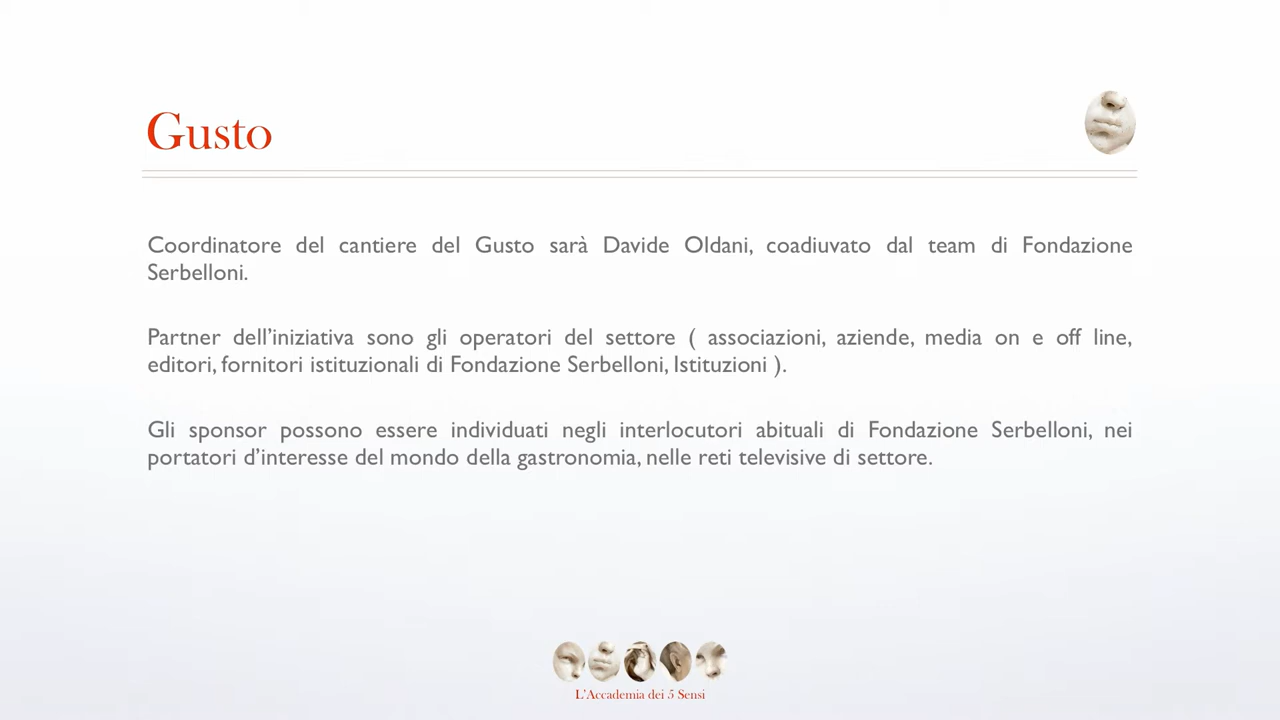 Gusto
Coordinatore del cantiere del Gusto sarà Davide Oldani, coadiuvato dal team di Fondazione
Serbelloni.
Partner dell’iniziativa sono gli operatori del settore ( associazioni, aziende, media on e off line,
editori, fornitori istituzionali di Fondazione Serbelloni, Istituzioni ).
Gli sponsor possono essere individuati negli interlocutori abituali di Fondazione Serbelloni, nei
portatori d’interesse del mondo della gastronomia, nelle reti televisive di settore.
L’Accademia dei 5 Sensi